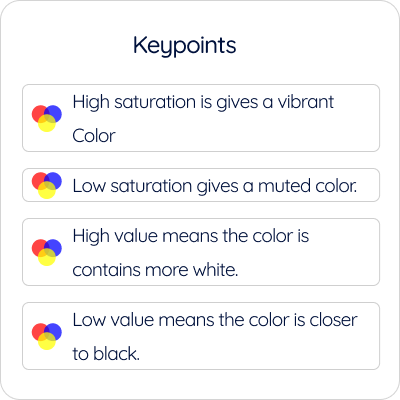 Keypoints
High saturation is gives a vibrant
Color
Low saturation gives a muted color.
High value means the color is
contains more white.
Low value means the color is closer
to black.